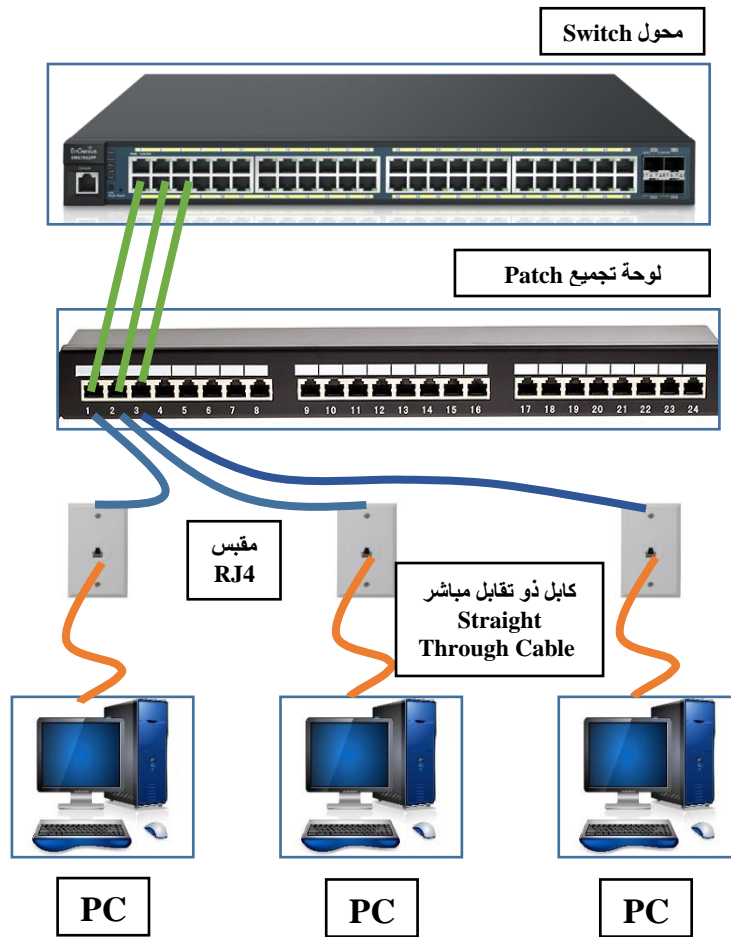 محول Switch
EnGenius
لوحة تجميع Patch
1 2 3 4 5 6 7 8 9 10 11 12 13 14 15 16 17 18 19 20 21 22 23 24
مقبس
RJ4
كابل ذو تقابل مباشر
Straight
Through Cable
PC PC PC